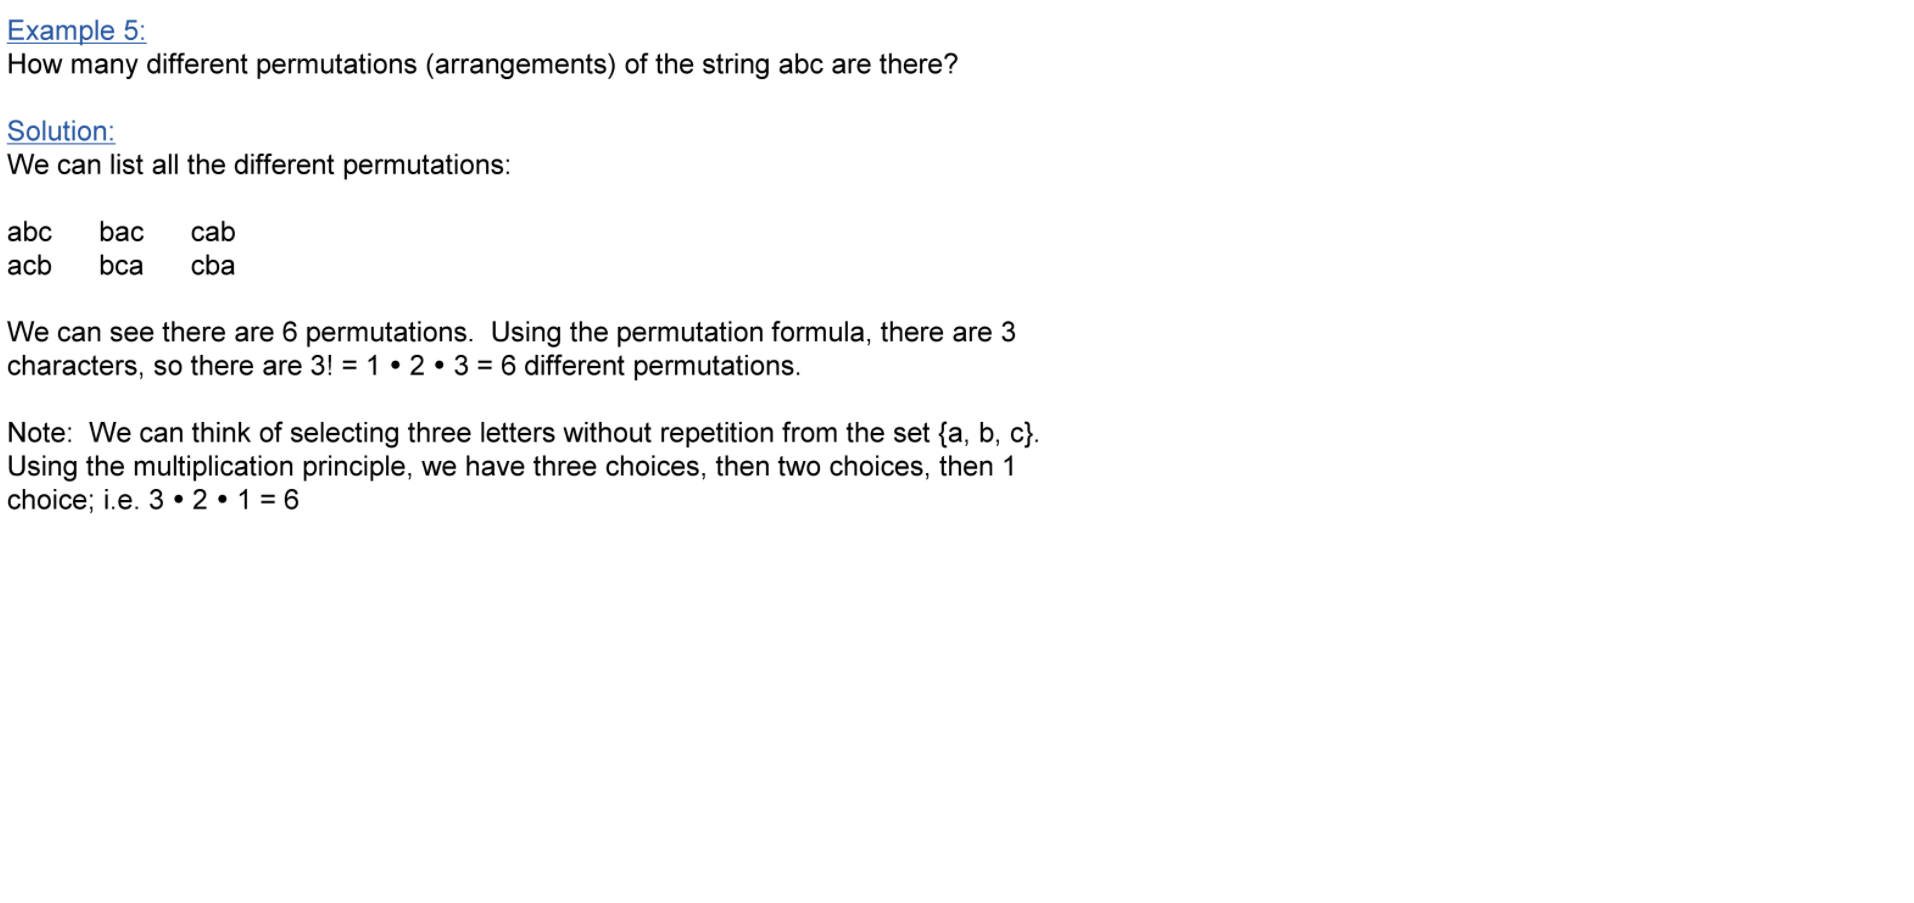 Example 5:
How many different permutations (arrangements) of the string abc are there?
Solution:
We can list all the different permutations:
abc bac cab
acb bca cba
We can see there are 6 permutations.  Using the permutation formula, there are 3
characters, so there are 3! = 1 • 2 • 3 = 6 different permutations.
Note:  We can think of selecting three letters without repetition from the set {a, b, c}.
Using the multiplication principle, we have three choices, then two choices, then 1
choice; i.e. 3 • 2 • 1 = 6